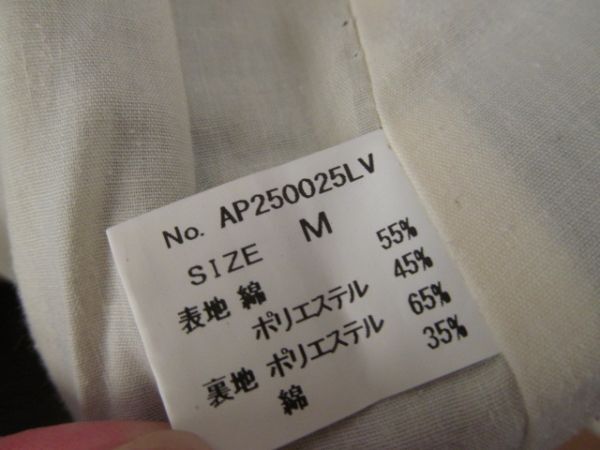 No. AP250025LV
SIZE M
表地 綿 55%
ポリエステル 45%
裏地 ポリエステル 65%
綿 35%